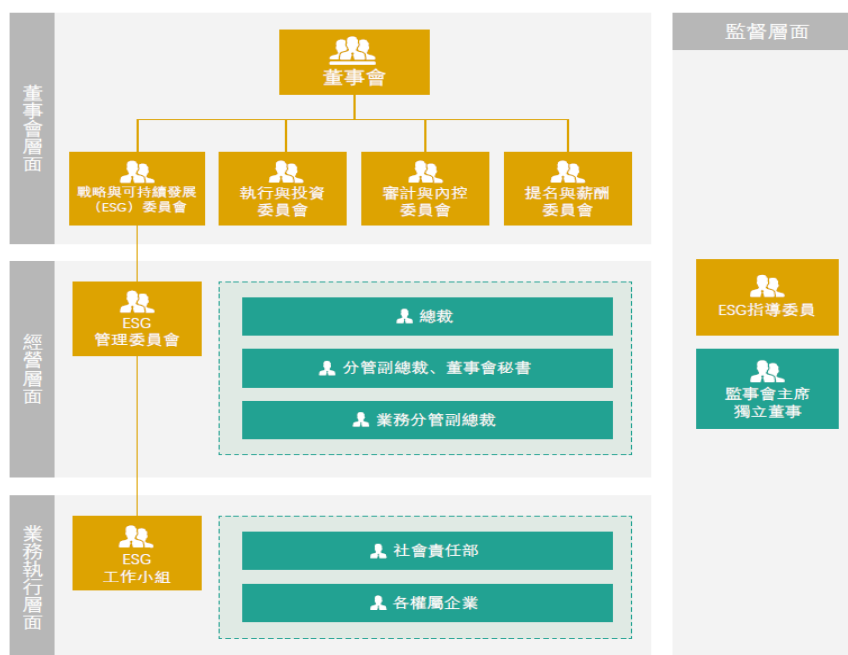 董事會層面
董事會
戰略與可持續發展
（ESG）委員會
執行與投資
委員會
審計與內控
委員會
提名與薪酬
委員會
經營層面
ESG
管理委員會
總裁
分管副總裁、董事會秘書
業務分管副總裁
業務執行層面
ESG
工作小組
社會責任部
各權屬企業
監督層面
ESG指導委員
監事會主席
獨立董事